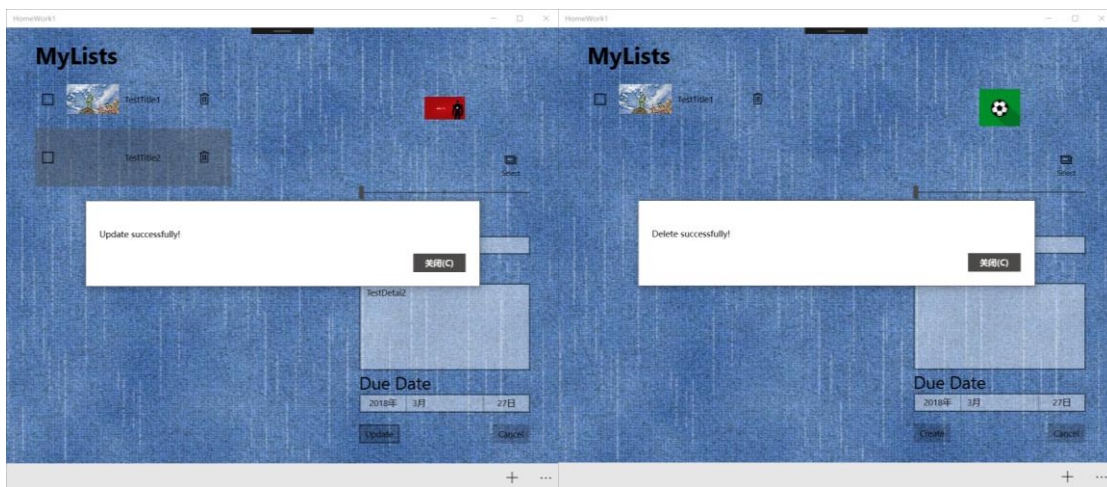 HomeWork1
MyLists
TestTitle1
TestTitle2
Select
Update successfully!
关闭(C)
TestDetai2
Due Date
2018年 3月 27日
Update Cancel
HomeWork1
MyLists
TestTitle1
Select
Delete successfully!
关闭(C)
Due Date
2018年 3月 27日
Create Cancel